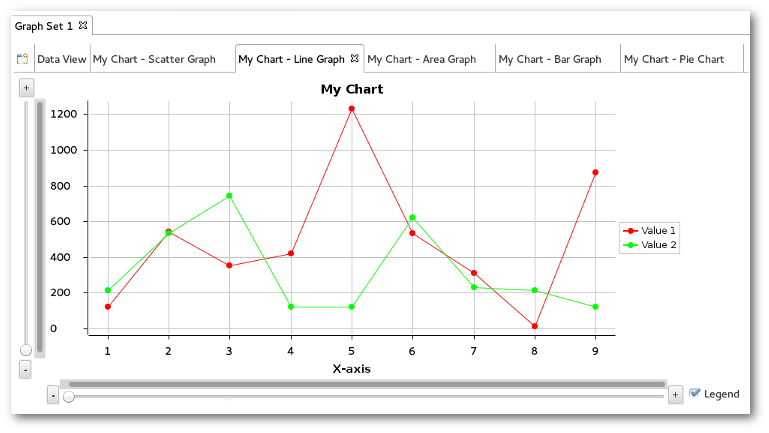 Graph Set 1
Data View
My Chart - Scatter Graph
My Chart - Line Graph
My Chart - Area Graph
My Chart - Bar Graph
My Chart - Pie Chart
+
My Chart
1200
1000
800
600
400
200
0
1 2 3 4 5 6 7 8 9
X-axis
Value 1
Value 2
-
-
+
Legend